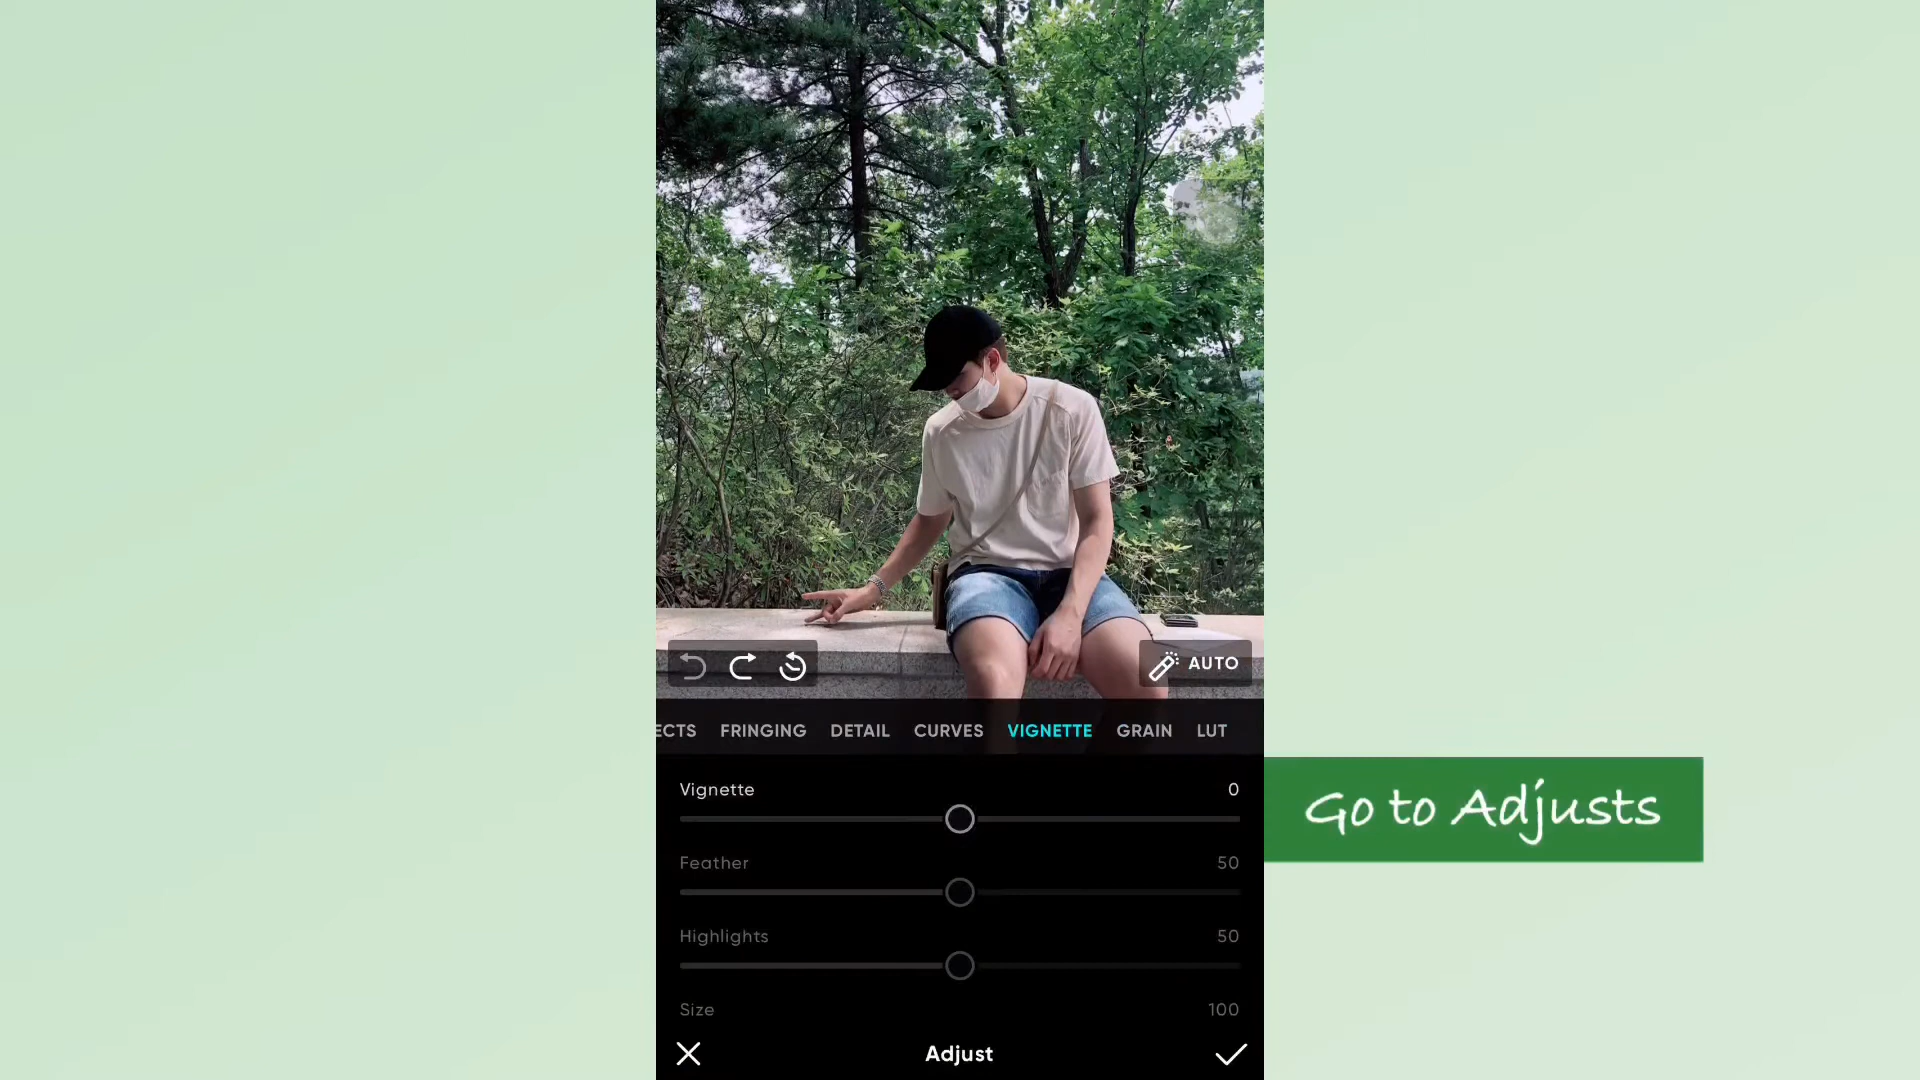 AUTO
ECTS FRINGING DETAIL CURVES VIGNETTE GRAIN LUT
Vignette 0
Go to Adjusts
Feather 50
Highlights 50
Size 100
Adjust